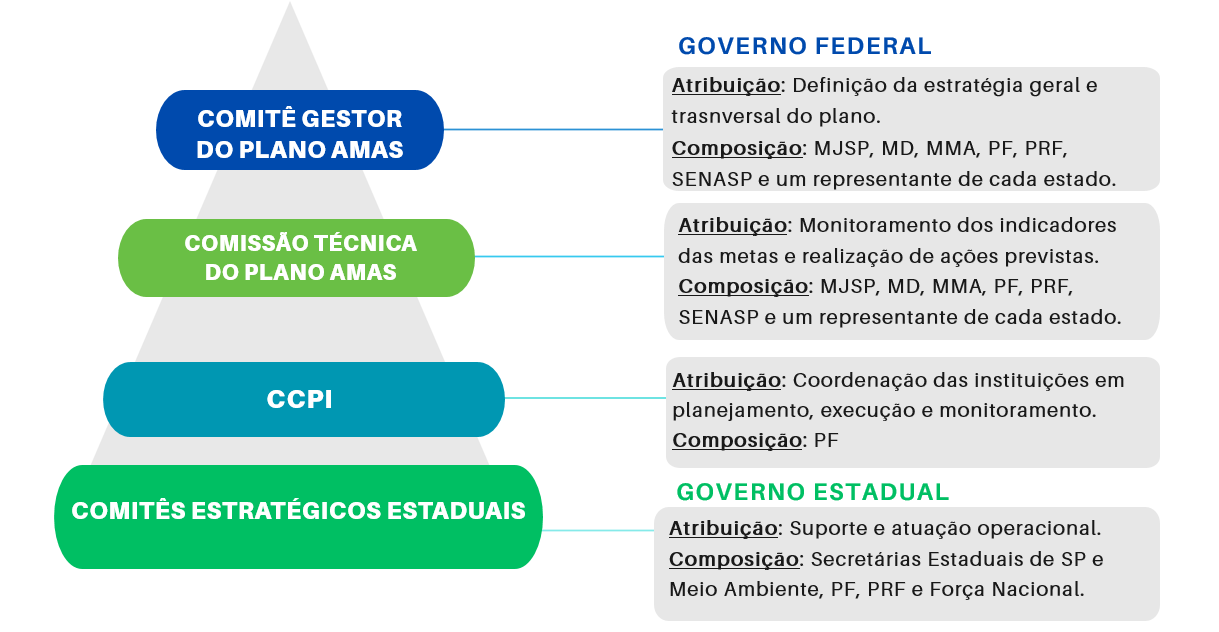 GOVERNO FEDERAL
COMITÊ GESTOR
DO PLANO AMAS
Atribuição: Definição da estratégia geral e
trasnversal do plano.
Composição: MJSP, MD, MMA, PF, PRF,
SENASP e um representante de cada estado.
COMISSÃO TÉCNICA
DO PLANO AMAS
Atribuição: Monitoramento dos indicadores
das metas e realização de ações previstas.
Composição: MJSP, MD, MMA, PF, PRF,
SENASP e um representante de cada estado.
CCPI
Atribuição: Coordenação das instituições em
planejamento, execução e monitoramento.
Composição: PF
GOVERNO ESTADUAL
COMITÊS ESTRATÉGICOS ESTADUAIS
Atribuição: Suporte e atuação operacional.
Composição: Secretárias Estaduais de SP e
Meio Ambiente, PF, PRF e Força Nacional.